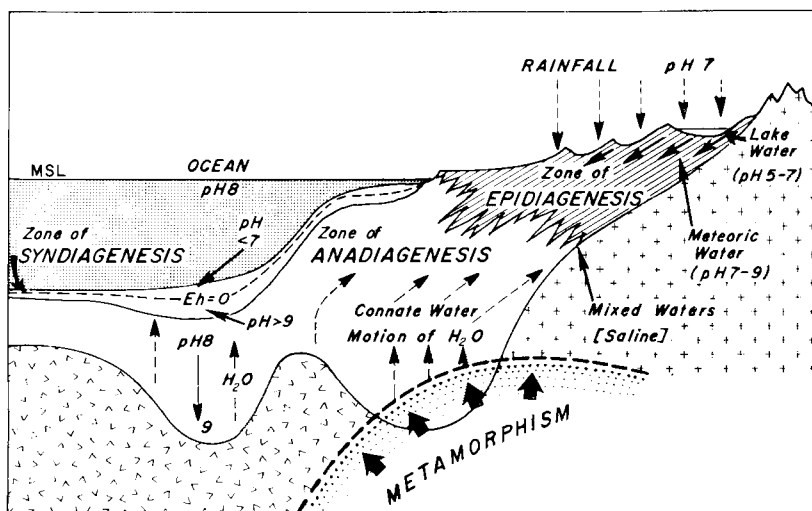 RAINFALL pH 7
Lake
Water
(pH 5-7)
MSL OCEAN
pH8
Zone of
EPIDIAGENESIS
Zone of
SYNDIAGENESIS
pH
<7
Zone of
ANADIAGENESIS
Meteoric
Water
(pH7-9)
Eh=0
pH>9
Connate Water
Motion of H₂O
Mixed Waters
[Saline]
pH8
H₂O
9
METAMORPHISM